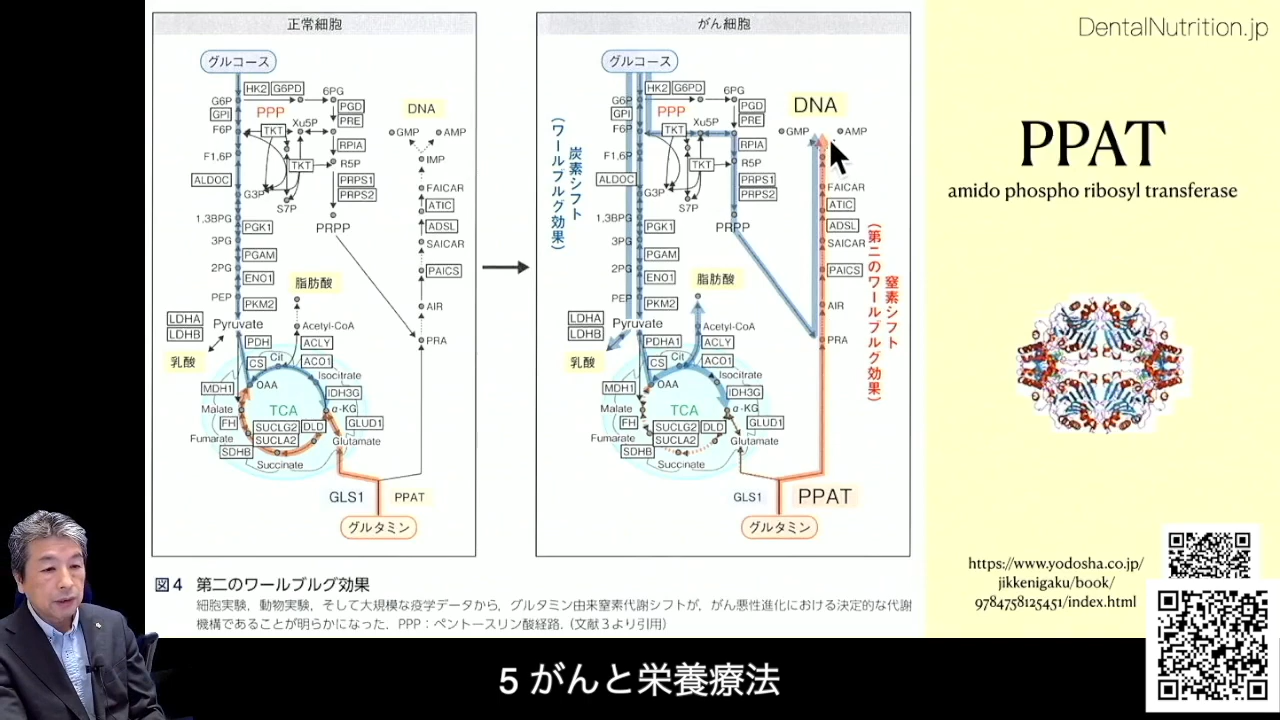 正常細胞
グルコース
HK2 G6PD 6PG
G6P
PGD
GPI
PPP
PRE
DNA
F6P TKT Xu5P
GMP AMP
RPIA
F1,6P
TKT R5P
IMP
ALDOC
PRPS1
G3P
PRPS2
FAICAR
S7P
ATIC
1,3BPG
PGK1
PRPP
ADSL
3PG
SAICAR
PGAM
2PG
PAICS
ENO1
脂肪酸
PEP
PKM2
AIR
LDHA
Pyruvate
Acetyl-CoA
LDHB
PDH
ACLY
PRA
乳酸
CS Cit ACO1
OAA Isocitrate
MDH1
IDH3G
Malate
TCA
α-KG
FH
SUCLG2 DLD
GLUD1
Fumarate
SUCLA2
Glutamate
SDHB
Succinate
GLS1 PPAT
グルタミン
がん細胞
グルコース
HK2 G6PD 6PG
G6P
PGD
GPI
PPP
PRE
DNA
F6P TKT Xu5P
GMP AMP
RPIA
F1,6P
TKT R5P
ALDOC
PRPS1
G3P
PRPS2
FAICAR
S7P
ATIC
1,3BPG
PGK1
PRPP
ADSL
3PG
SAICAR
PGAM
2PG
PAICS
ENO1
脂肪酸
PEP
PKM2
AIR
LDHA
Pyruvate
Acetyl-CoA
LDHB
PDHA1
ACLY
PRA
乳酸
CS Cit ACO1
OAA Isocitrate
MDH1
IDH3G
Malate
TCA
α-KG
FH
SUCLG2 DLD
GLUD1
Fumarate
SUCLA2
Glutamate
SDHB
Succinate
GLS1 PPAT
グルタミン
炭素シフト
(ワールブルグ効果)
窒素シフト
(第二のワールブルグ効果)
図4 第二のワールブルグ効果
細胞実験,動物実験,そして大規模な疫学データから,グルタミン由来窒素代謝シフトが,がん悪性進化における決定的な代謝
機構であることが明らかになった.PPP:ペントースリン酸経路.(文献3より引用)
DentalNutrition.jp
PPAT
amido phospho ribosyl transferase
https://www.yodosha.co.jp/
jikkenigaku/book/
9784758125451/index.html
5 がんと栄養療法